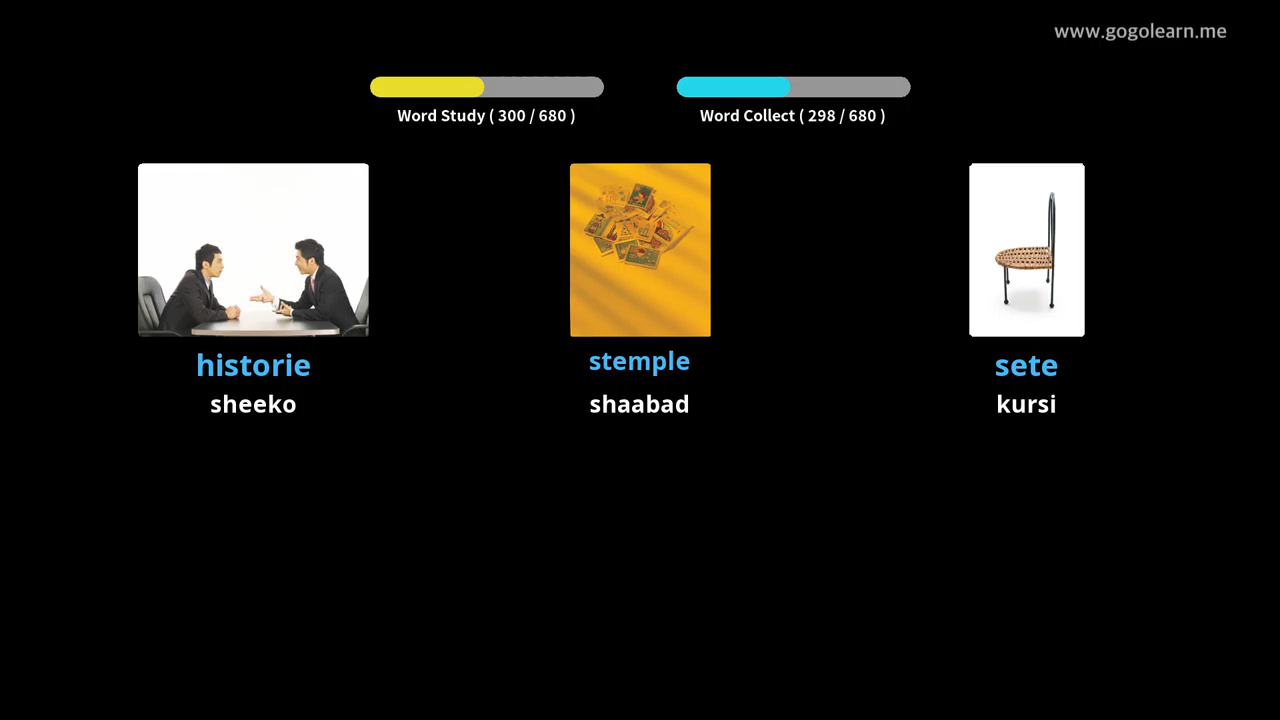 www.gogolearn.me
Word Study ( 300 / 680 )
Word Collect ( 298 / 680 )
historie
stemple
sete
sheeko
shaabad
kursi